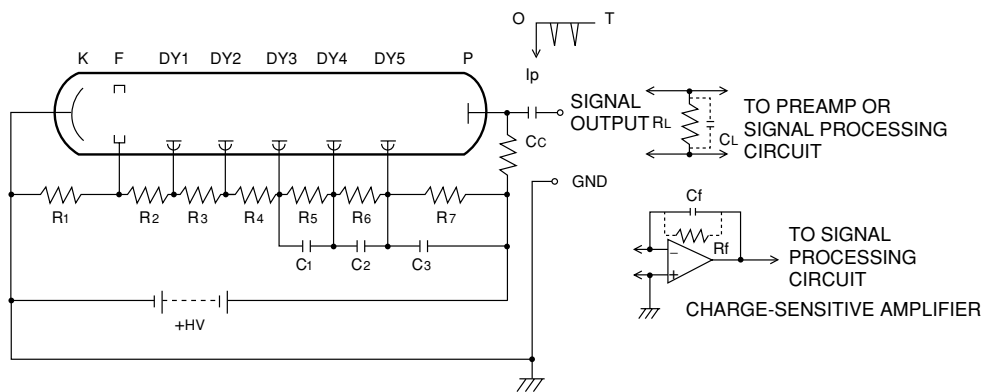 O T
Ip
K F DY1 DY2 DY3 DY4 DY5 P
SIGNAL
OUTPUT
CC
RL
CL
TO PREAMP OR
SIGNAL PROCESSING
CIRCUIT
GND
R1 R2 R3 R4 R5 R6 R7
C1 C2 C3
+HV
Cf
Rf
−
+
TO SIGNAL
PROCESSING
CIRCUIT
CHARGE-SENSITIVE AMPLIFIER